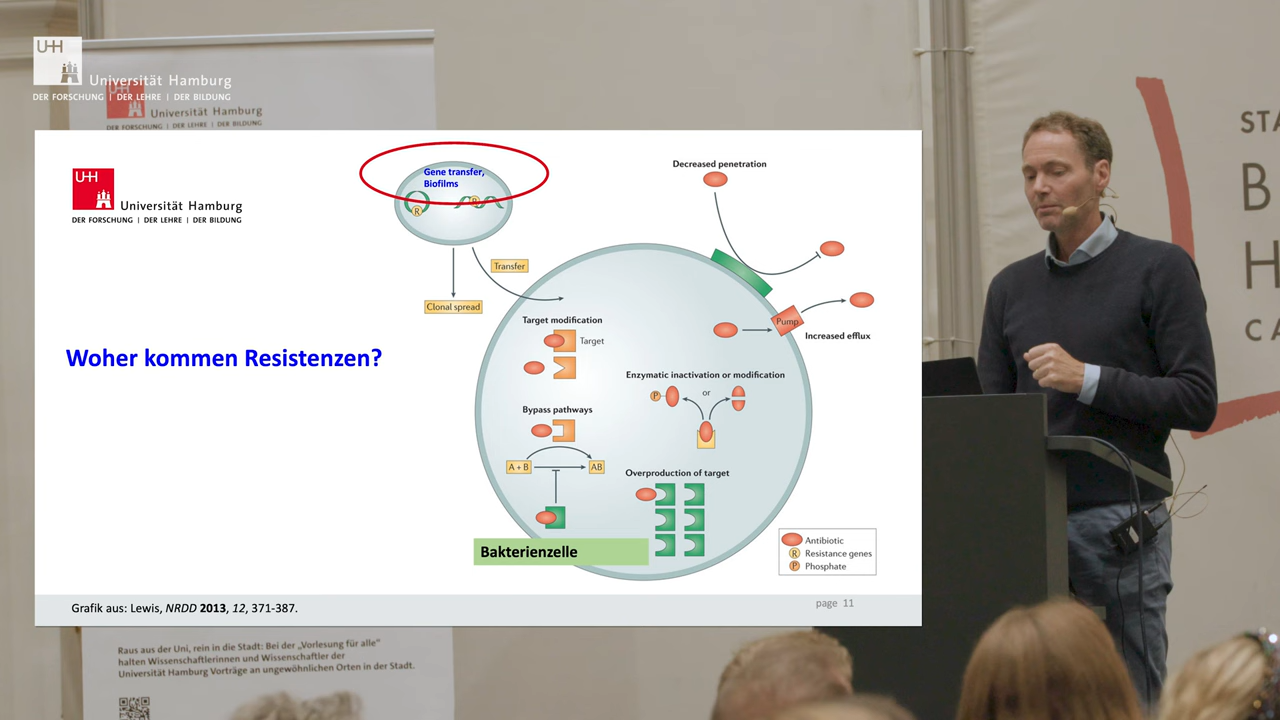 U-H
Universität Hamburg
DER FORSCHUNG | DER LEHRE | DER BILDUNG
Universität Hamburg
DER FORSCHUNG | DER LEHRE | DER BILDUNG
U-H
Universität Hamburg
DER FORSCHUNG | DER LEHRE | DER BILDUNG
Woher kommen Resistenzen?
Gene transfer,
Biofilms
R
R
Transfer
Clonal spread
Decreased penetration
Pump
Increased efflux
Target modification
Target
Enzymatic inactivation or modification
P
or
Bypass pathways
A + B
AB
Overproduction of target
Bakterienzelle
Antibiotic
R Resistance genes
P Phosphate
Grafik aus: Lewis, NRDD 2013, 12, 371-387.
page 11
Raus aus der Uni, rein in die Stadt: Bei der „Vorlesung für alle“
halten Wissenschaftlerinnen und Wissenschaftler der
Universität Hamburg Vorträge an ungewöhnlichen Orten in der Stadt.
STA
B
H
CA